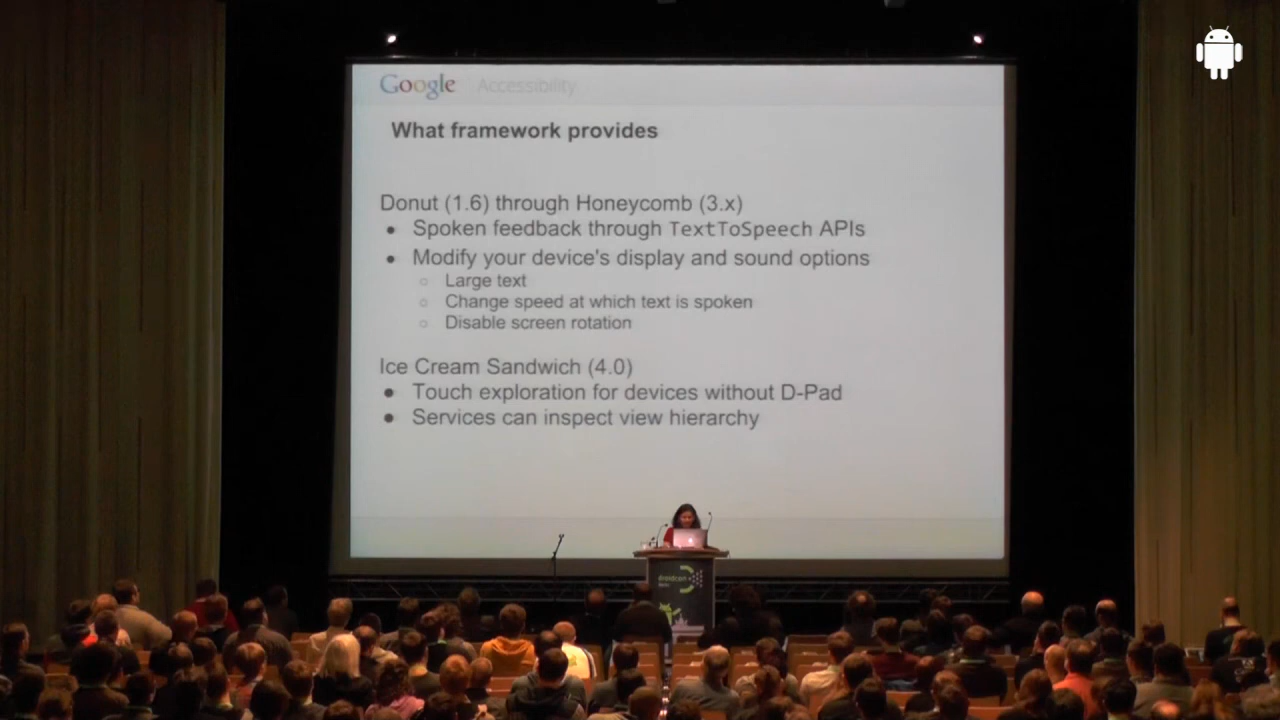 Google Accessibility
What framework provides
Donut (1.6) through Honeycomb (3.x)
• Spoken feedback through TextToSpeech APIs
• Modify your device's display and sound options
○ Large text
○ Change speed at which text is spoken
○ Disable screen rotation
Ice Cream Sandwich (4.0)
• Touch exploration for devices without D-Pad
• Services can inspect view hierarchy
droidcon